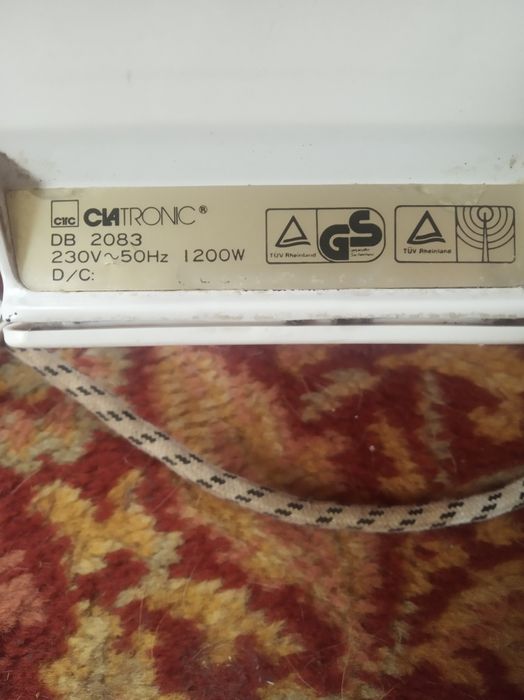 CTC CLATRONIC®
DB 2083
230V~50Hz 1200W
D/C:
TÜV Rheinland
GS
TÜV Rheinland